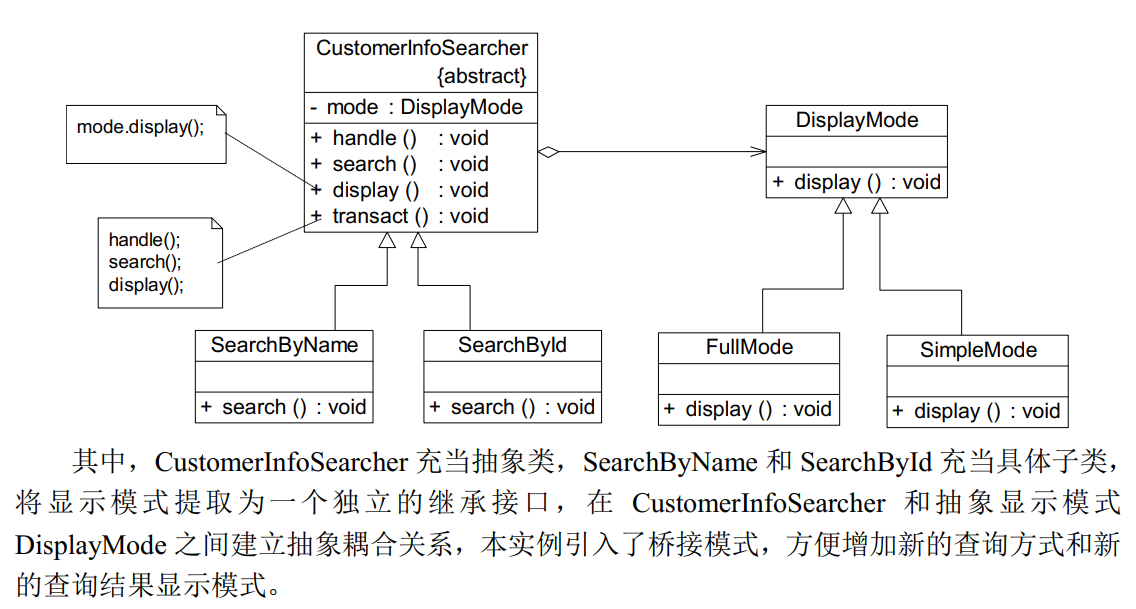 CustomerInfoSearcher
{abstract}
- mode : DisplayMode
+ handle () : void
+ search () : void
+ display () : void
+ transact () : void
mode.display();
handle();
search();
display();
DisplayMode
+ display () : void
SearchByName
+ search () : void
SearchById
+ search () : void
FullMode
+ display () : void
SimpleMode
+ display () : void
其中，CustomerInfoSearcher 充当抽象类，SearchByName 和 SearchById 充当具体子类，
将显示模式提取为一个独立的继承接口，在 CustomerInfoSearcher 和抽象显示模式
DisplayMode 之间建立抽象耦合关系，本实例引入了桥接模式，方便增加新的查询方式和新
的查询结果显示模式。